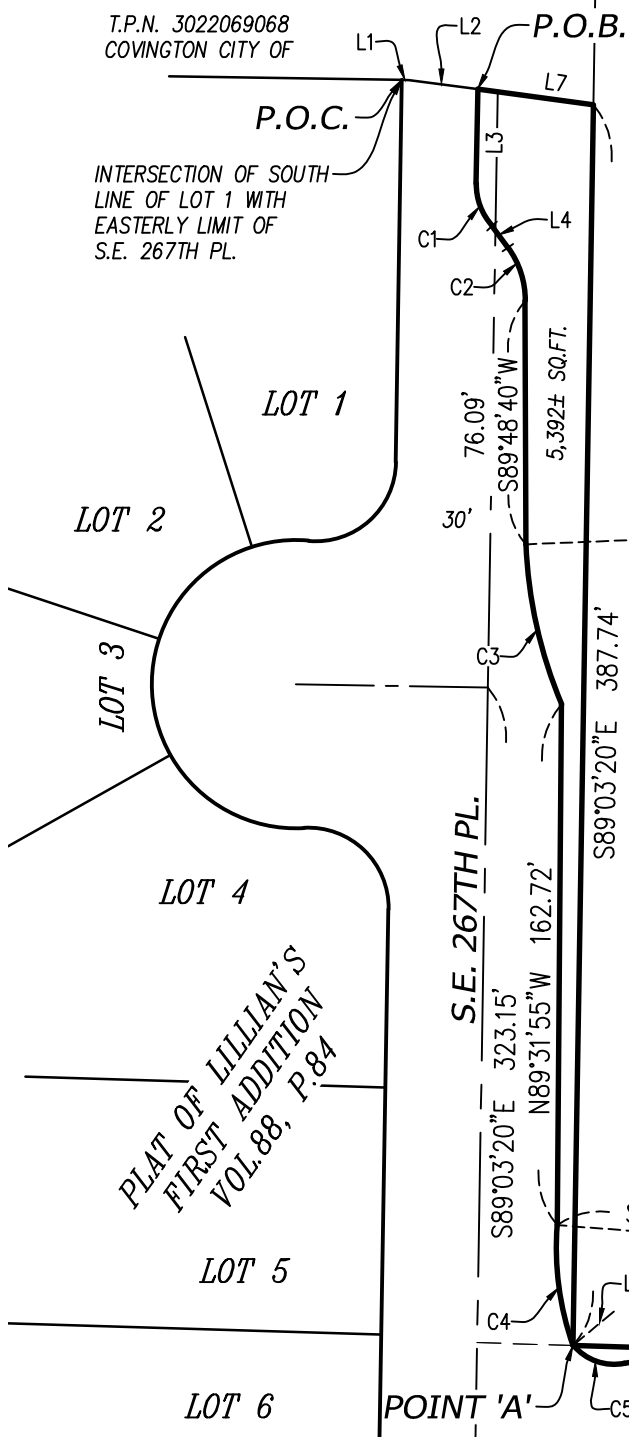 T.P.N. 3022069068
COVINGTON CITY OF
L1
L2
P.O.B.
L7
P.O.C.
L3
INTERSECTION OF SOUTH
LINE OF LOT 1 WITH
EASTERLY LIMIT OF
S.E. 267TH PL.
C1
L4
C2
LOT 1
76.09'
S89°48'40"W
5,392± SQ.FT.
LOT 2
30'
LOT 3
C3
S89°03'20"E 387.74'
LOT 4
S.E. 267TH PL.
S89°03'20"E 323.15'
N89°31'55"W 162.72'
PLAT OF LILLIAN'S
FIRST ADDITION
VOL.88, P.84
LOT 5
C4
LOT 6
POINT 'A'
C5